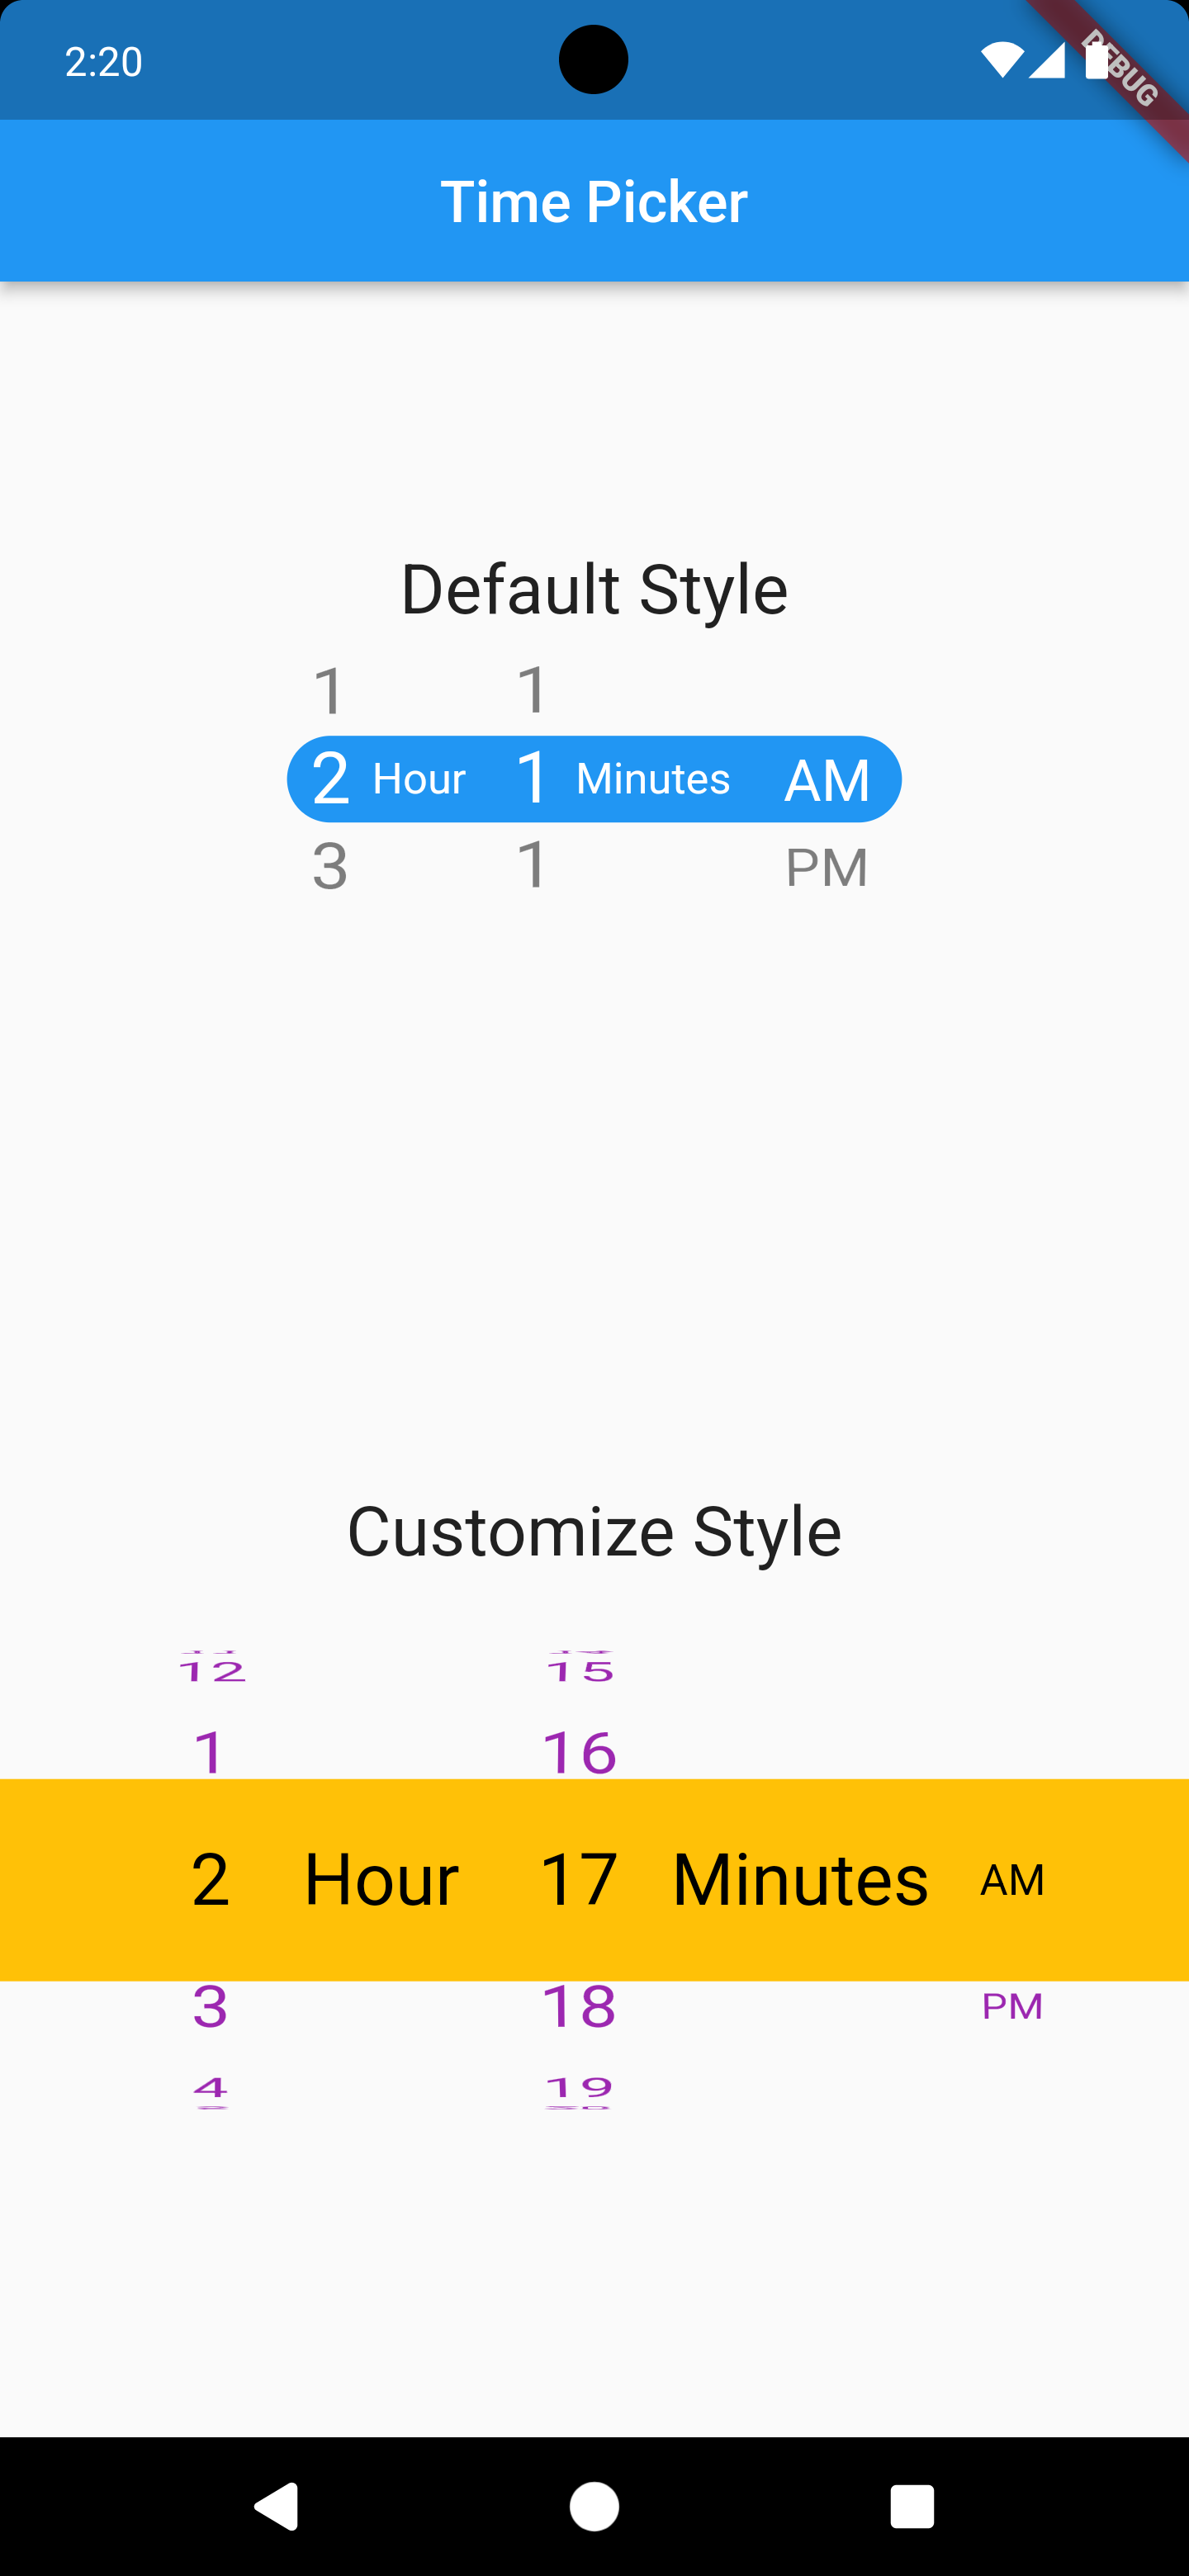 2:20
DEBUG
Time Picker
Default Style
1 1
2 Hour 1 Minutes AM
3 1 PM
Customize Style
12 15
1 16
2 Hour 17 Minutes AM
3 18 PM
4 19